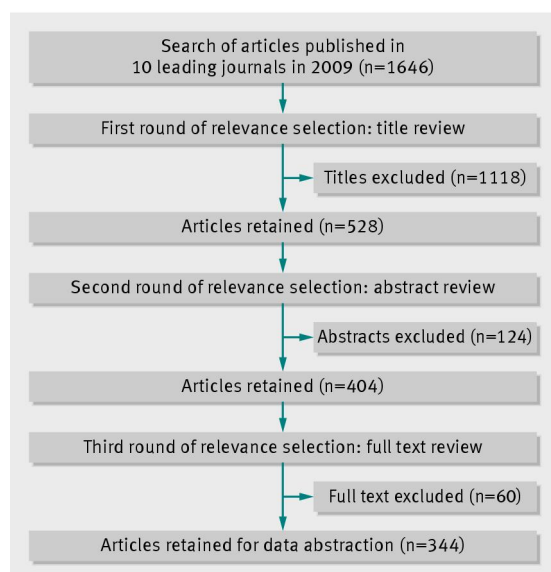 Search of articles published in
10 leading journals in 2009 (n=1646)
First round of relevance selection: title review
Titles excluded (n=1118)
Articles retained (n=528)
Second round of relevance selection: abstract review
Abstracts excluded (n=124)
Articles retained (n=404)
Third round of relevance selection: full text review
Full text excluded (n=60)
Articles retained for data abstraction (n=344)